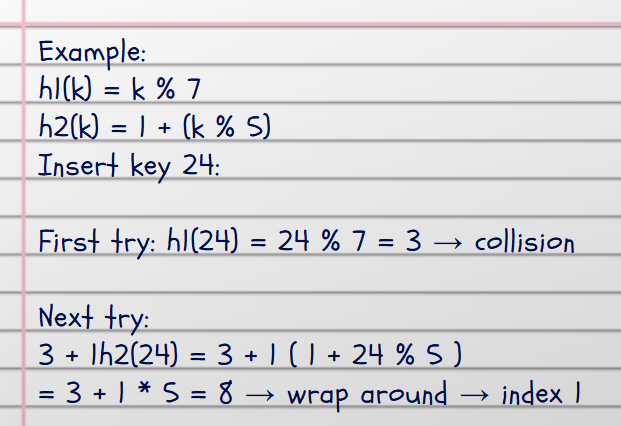 Example:
h1(k) = k % 7
h2(k) = 1 + (k % 5)
Insert key 24:
First try: h1(24) = 24 % 7 = 3 → collision
Next try:
3 + 1h2(24) = 3 + 1 ( 1 + 24 % 5 )
= 3 + 1 * 5 = 8 → wrap around → index 1